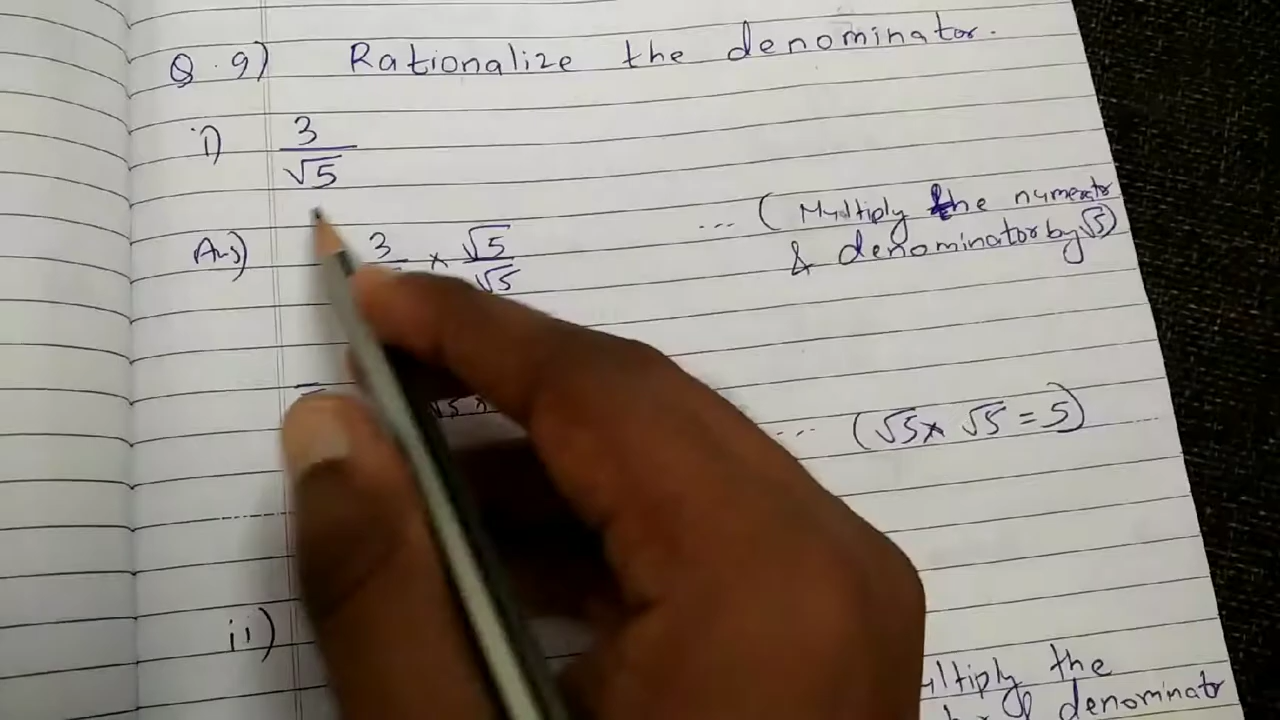 Q.9) Rationalize the denominator.
i) 3
√5
Ans) 3 × √5 ... (Multiply the numerator
√5 & denominator by √5)
=
√5 ×
... (√5 × √5 = 5)
ii)
the
& denominator